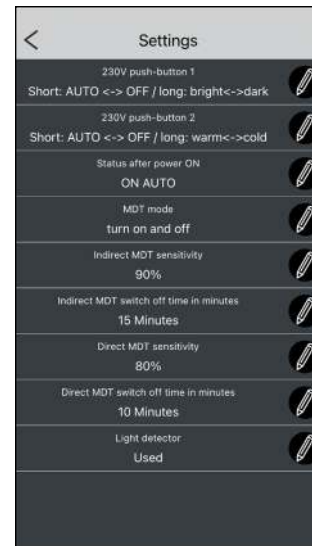 Settings
230V push-button 1
Short: AUTO <-> OFF / long: bright<->dark
230V push-button 2
Short: AUTO <-> OFF / long: warm<->cold
Status after power ON
ON AUTO
MDT mode
turn on and off
Indirect MDT sensitivity
90%
Indirect MDT switch off time in minutes
15 Minutes
Direct MDT sensitivity
80%
Direct MDT switch off time in minutes
10 Minutes
Light detector
Used